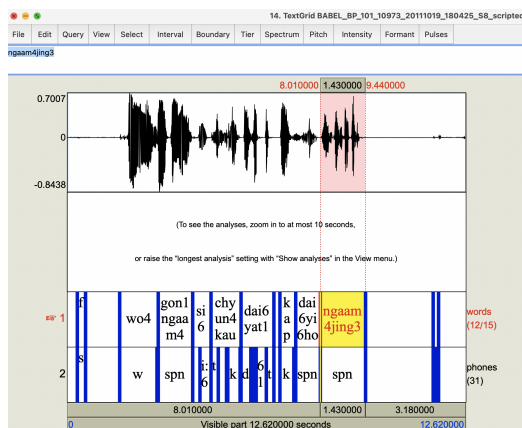 14. TextGrid BABEL_BP_101_10973_20111019_180425_S8_scripted
File Edit Query View Select Interval Boundary Tier Spectrum Pitch Intensity Formant Pulses
ngaam4jing3
8.010000 1.430000 9.440000
0.7007
0
-0.8438
(To see the analyses, zoom in to at most 10 seconds,
or raise the "longest analysis" setting with "Show analyses" in the View menu.)
1
f
wo4
gon1
ngaa
m4
si
6
chy
un4
kau
dai6
yat1
k
a
p
dai
6yi
6ho
ngaam
4jing3
words
(12/15)
2
s
w
spn
i:
6
t
k
d
6
1
t
k
spn
spn
phones
(31)
8.010000 1.430000 3.180000
0 Visible part 12.620000 seconds 12.620000